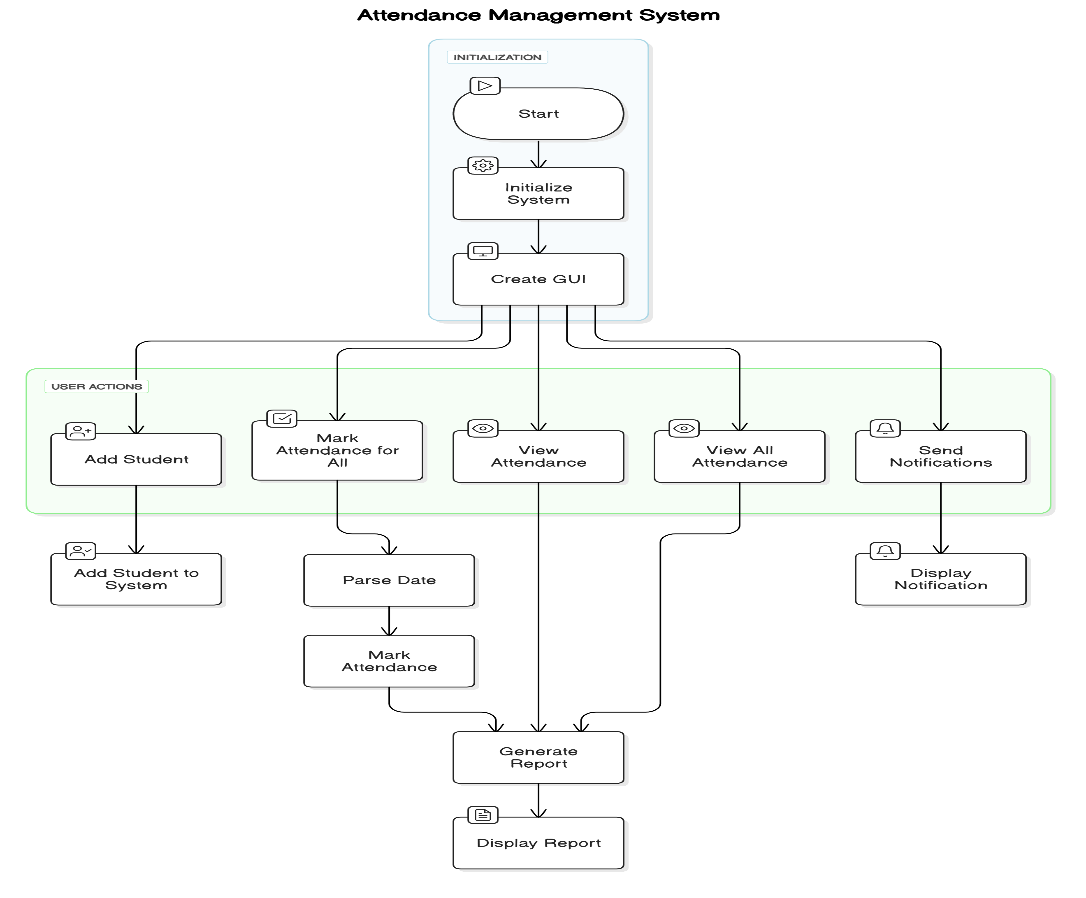 Attendance Management System
INITIALIZATION
Start
Initialize
System
Create GUI
USER ACTIONS
Add Student
Mark
Attendance for
All
View
Attendance
View All
Attendance
Send
Notifications
Add Student to
System
Parse Date
Display
Notification
Mark
Attendance
Generate
Report
Display Report